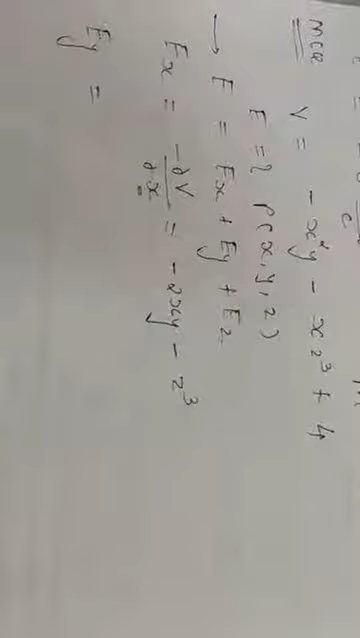 MCQ
V = - x²y - xz³ + 4
E = ? P(x, y, z)
→ E = Ex + Ey + Ez
Ex = -∂V/∂x = - 2xy - z³
Ey =